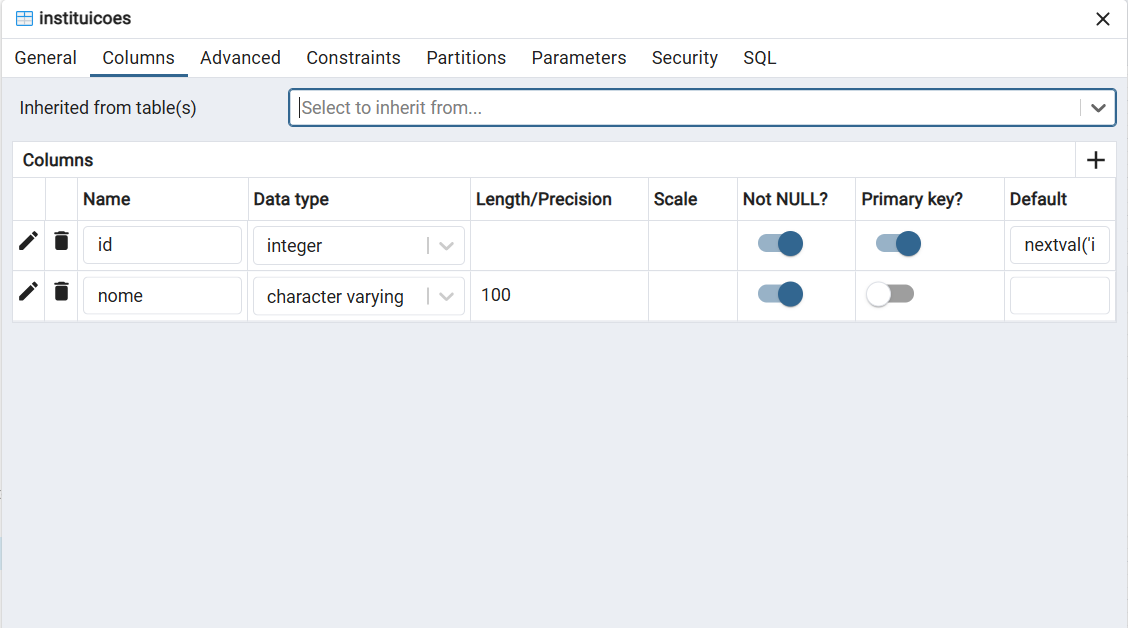 instituicoes
General Columns Advanced Constraints Partitions Parameters Security SQL
Inherited from table(s) Select to inherit from...
Columns
Name Data type Length/Precision Scale Not NULL? Primary key? Default
id integer nextval('i
nome character varying 100